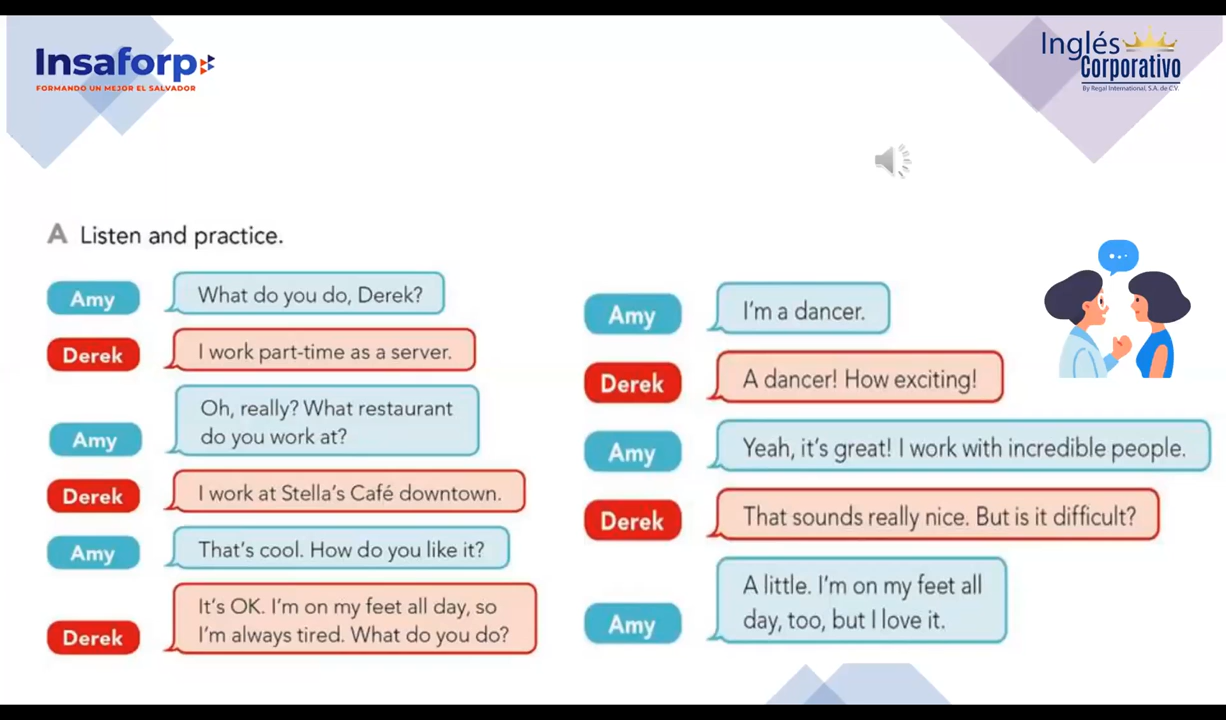 Insaforp
FORMANDO UN MEJOR EL SALVADOR
Inglés
Corporativo
By Regal International, S.A. de C.V.
A Listen and practice.
Amy
What do you do, Derek?
Derek
I work part-time as a server.
Amy
Oh, really? What restaurant
do you work at?
Derek
I work at Stella's Café downtown.
Amy
That's cool. How do you like it?
Derek
It's OK. I'm on my feet all day, so
I'm always tired. What do you do?
Amy
I'm a dancer.
Derek
A dancer! How exciting!
Amy
Yeah, it's great! I work with incredible people.
Derek
That sounds really nice. But is it difficult?
Amy
A little. I'm on my feet all
day, too, but I love it.